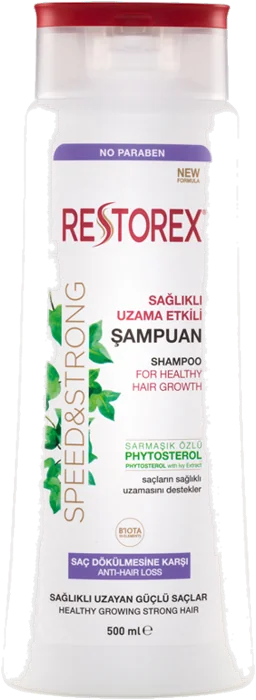 NO PARABEN
NEW
FORMULA
RESTOREX®
SPEED&STRONG
SAĞLIKLI
UZAMA ETKİLİ
ŞAMPUAN
SHAMPOO
FOR HEALTHY
HAIR GROWTH
SARMAŞIK ÖZLÜ
PHYTOSTEROL
PHYTOSTEROL with Ivy Extract
saçların sağlıklı
uzamasını destekler
BIOTA
SAÇ DÖKÜLMESİNE KARŞI
ANTI-HAIR LOSS
SAĞLIKLI UZAYAN GÜÇLÜ SAÇLAR
HEALTHY GROWING STRONG HAIR
500 ml ℮